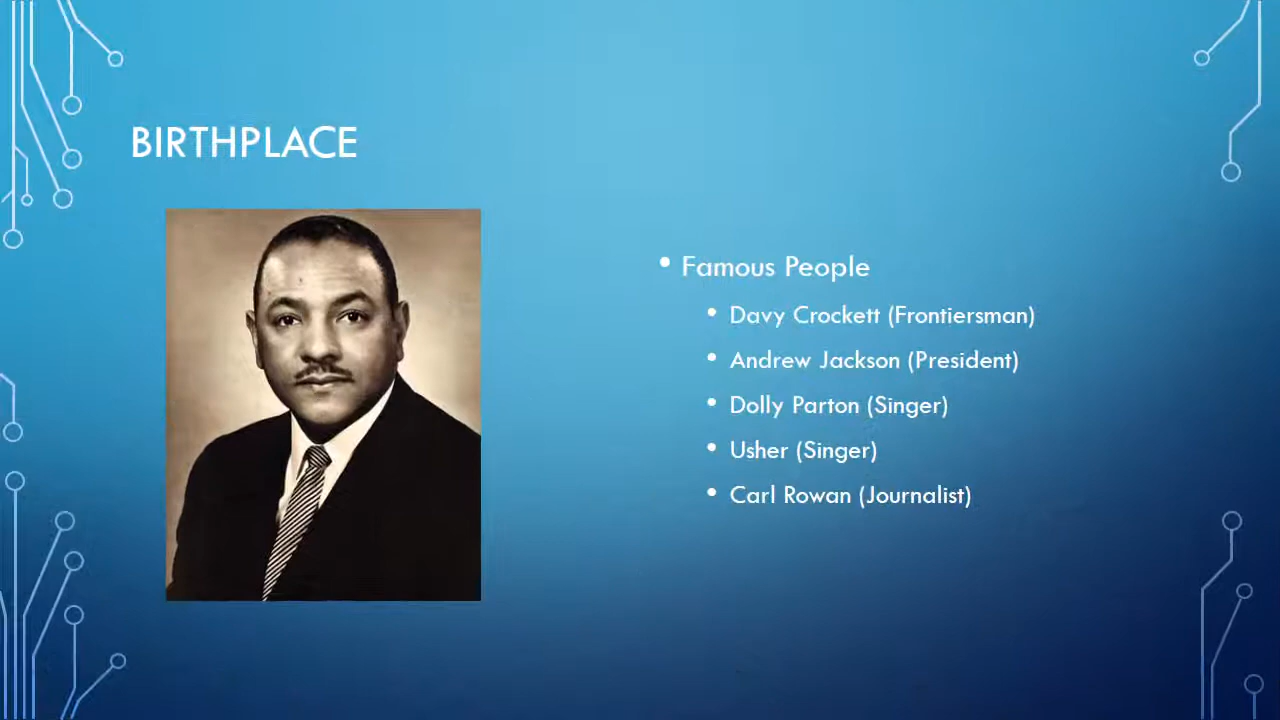 BIRTHPLACE
• Famous People
• Davy Crockett (Frontiersman)
• Andrew Jackson (President)
• Dolly Parton (Singer)
• Usher (Singer)
• Carl Rowan (Journalist)